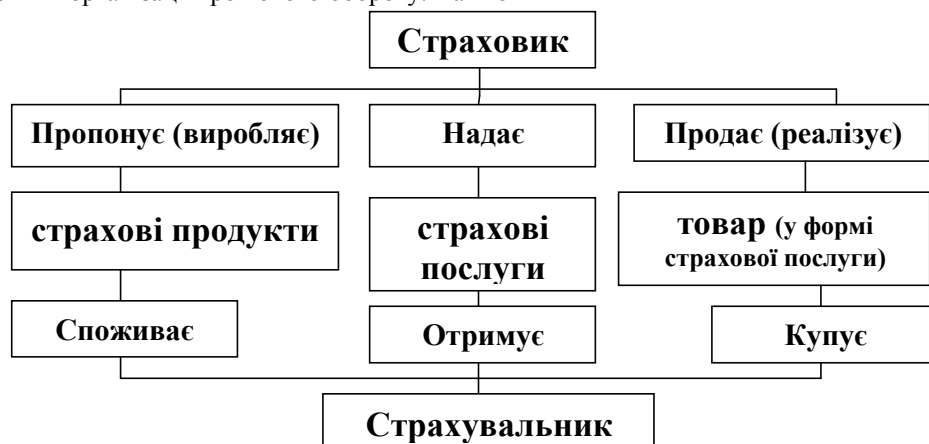 Страховик
Пропонує (виробляє)
Надає
Продає (реалізує)
страхові продукти
страхові
послуги
товар (у формі
страхової послуги)
Споживає
Отримує
Купує
Страхувальник